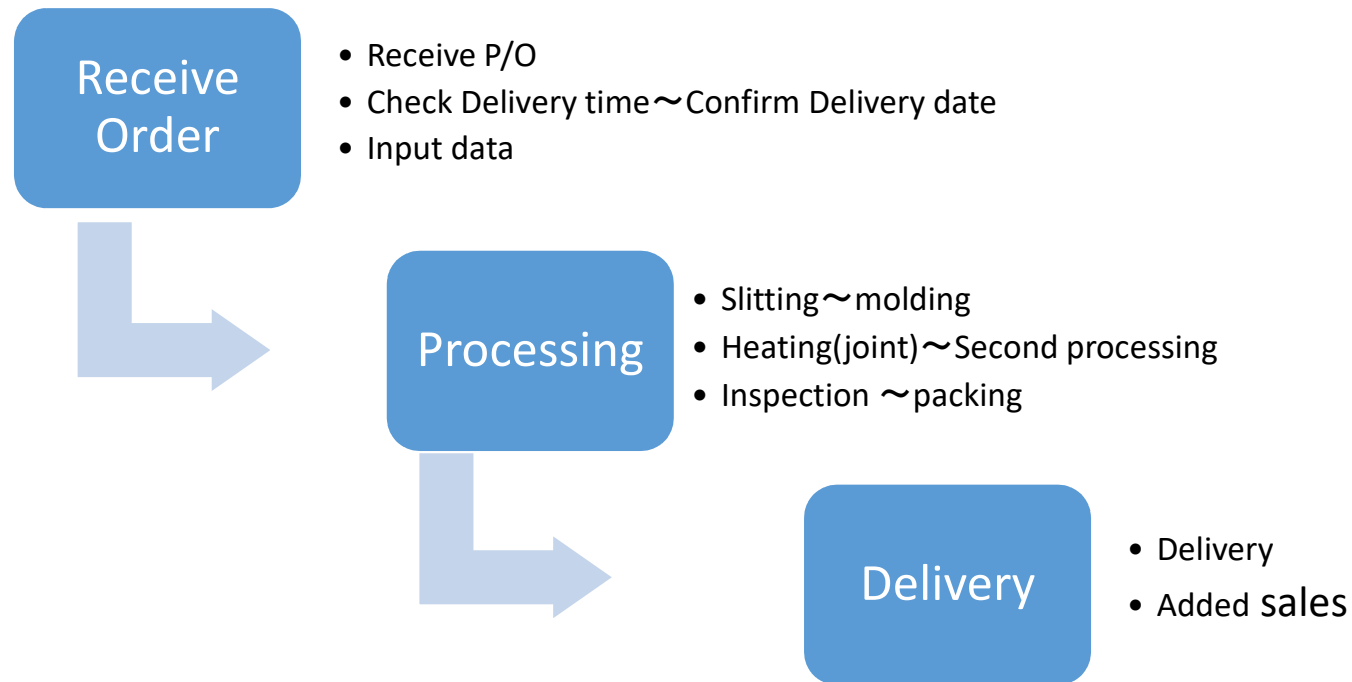 Receive
Order
• Receive P/O
• Check Delivery time～Confirm Delivery date
• Input data
Processing
• Slitting～molding
• Heating(joint)～Second processing
• Inspection ～packing
Delivery
• Delivery
• Added sales